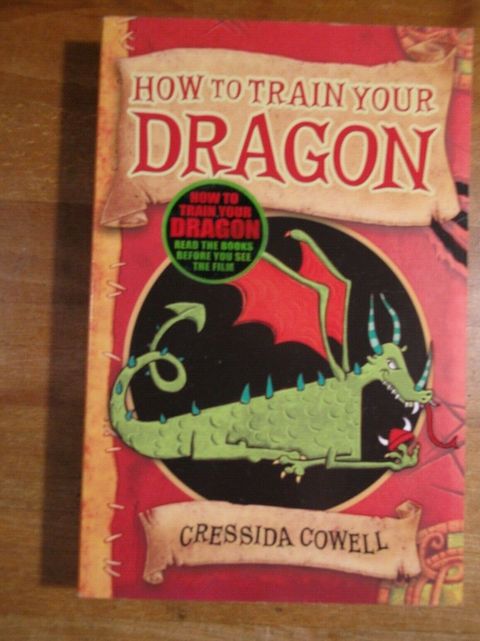 HOW TO TRAIN YOUR
DRAGON
HOW TO
TRAIN YOUR
DRAGON
READ THE BOOKS
BEFORE YOU SEE
THE FILM
CRESSIDA COWELL